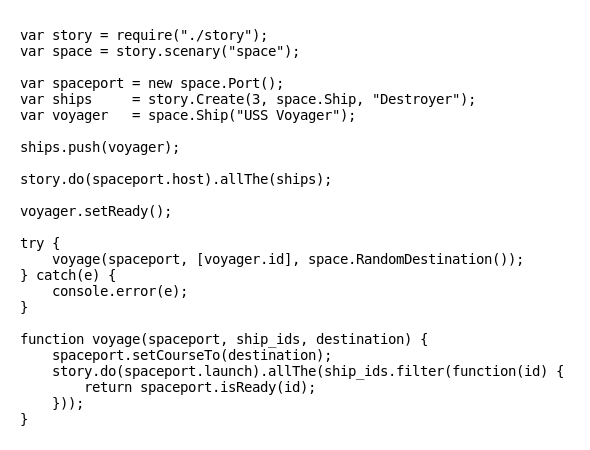 var story = require("./story");
var space = story.scenary("space");

var spaceport = new space.Port();
var ships     = story.Create(3, space.Ship, "Destroyer");
var voyager   = space.Ship("USS Voyager");

ships.push(voyager);

story.do(spaceport.host).allThe(ships);

voyager.setReady();

try {
    voyage(spaceport, [voyager.id], space.RandomDestination());
} catch(e) {
    console.error(e);
}

function voyage(spaceport, ship_ids, destination) {
    spaceport.setCourseTo(destination);
    story.do(spaceport.launch).allThe(ship_ids.filter(function(id) {
        return spaceport.isReady(id);
    }));
}